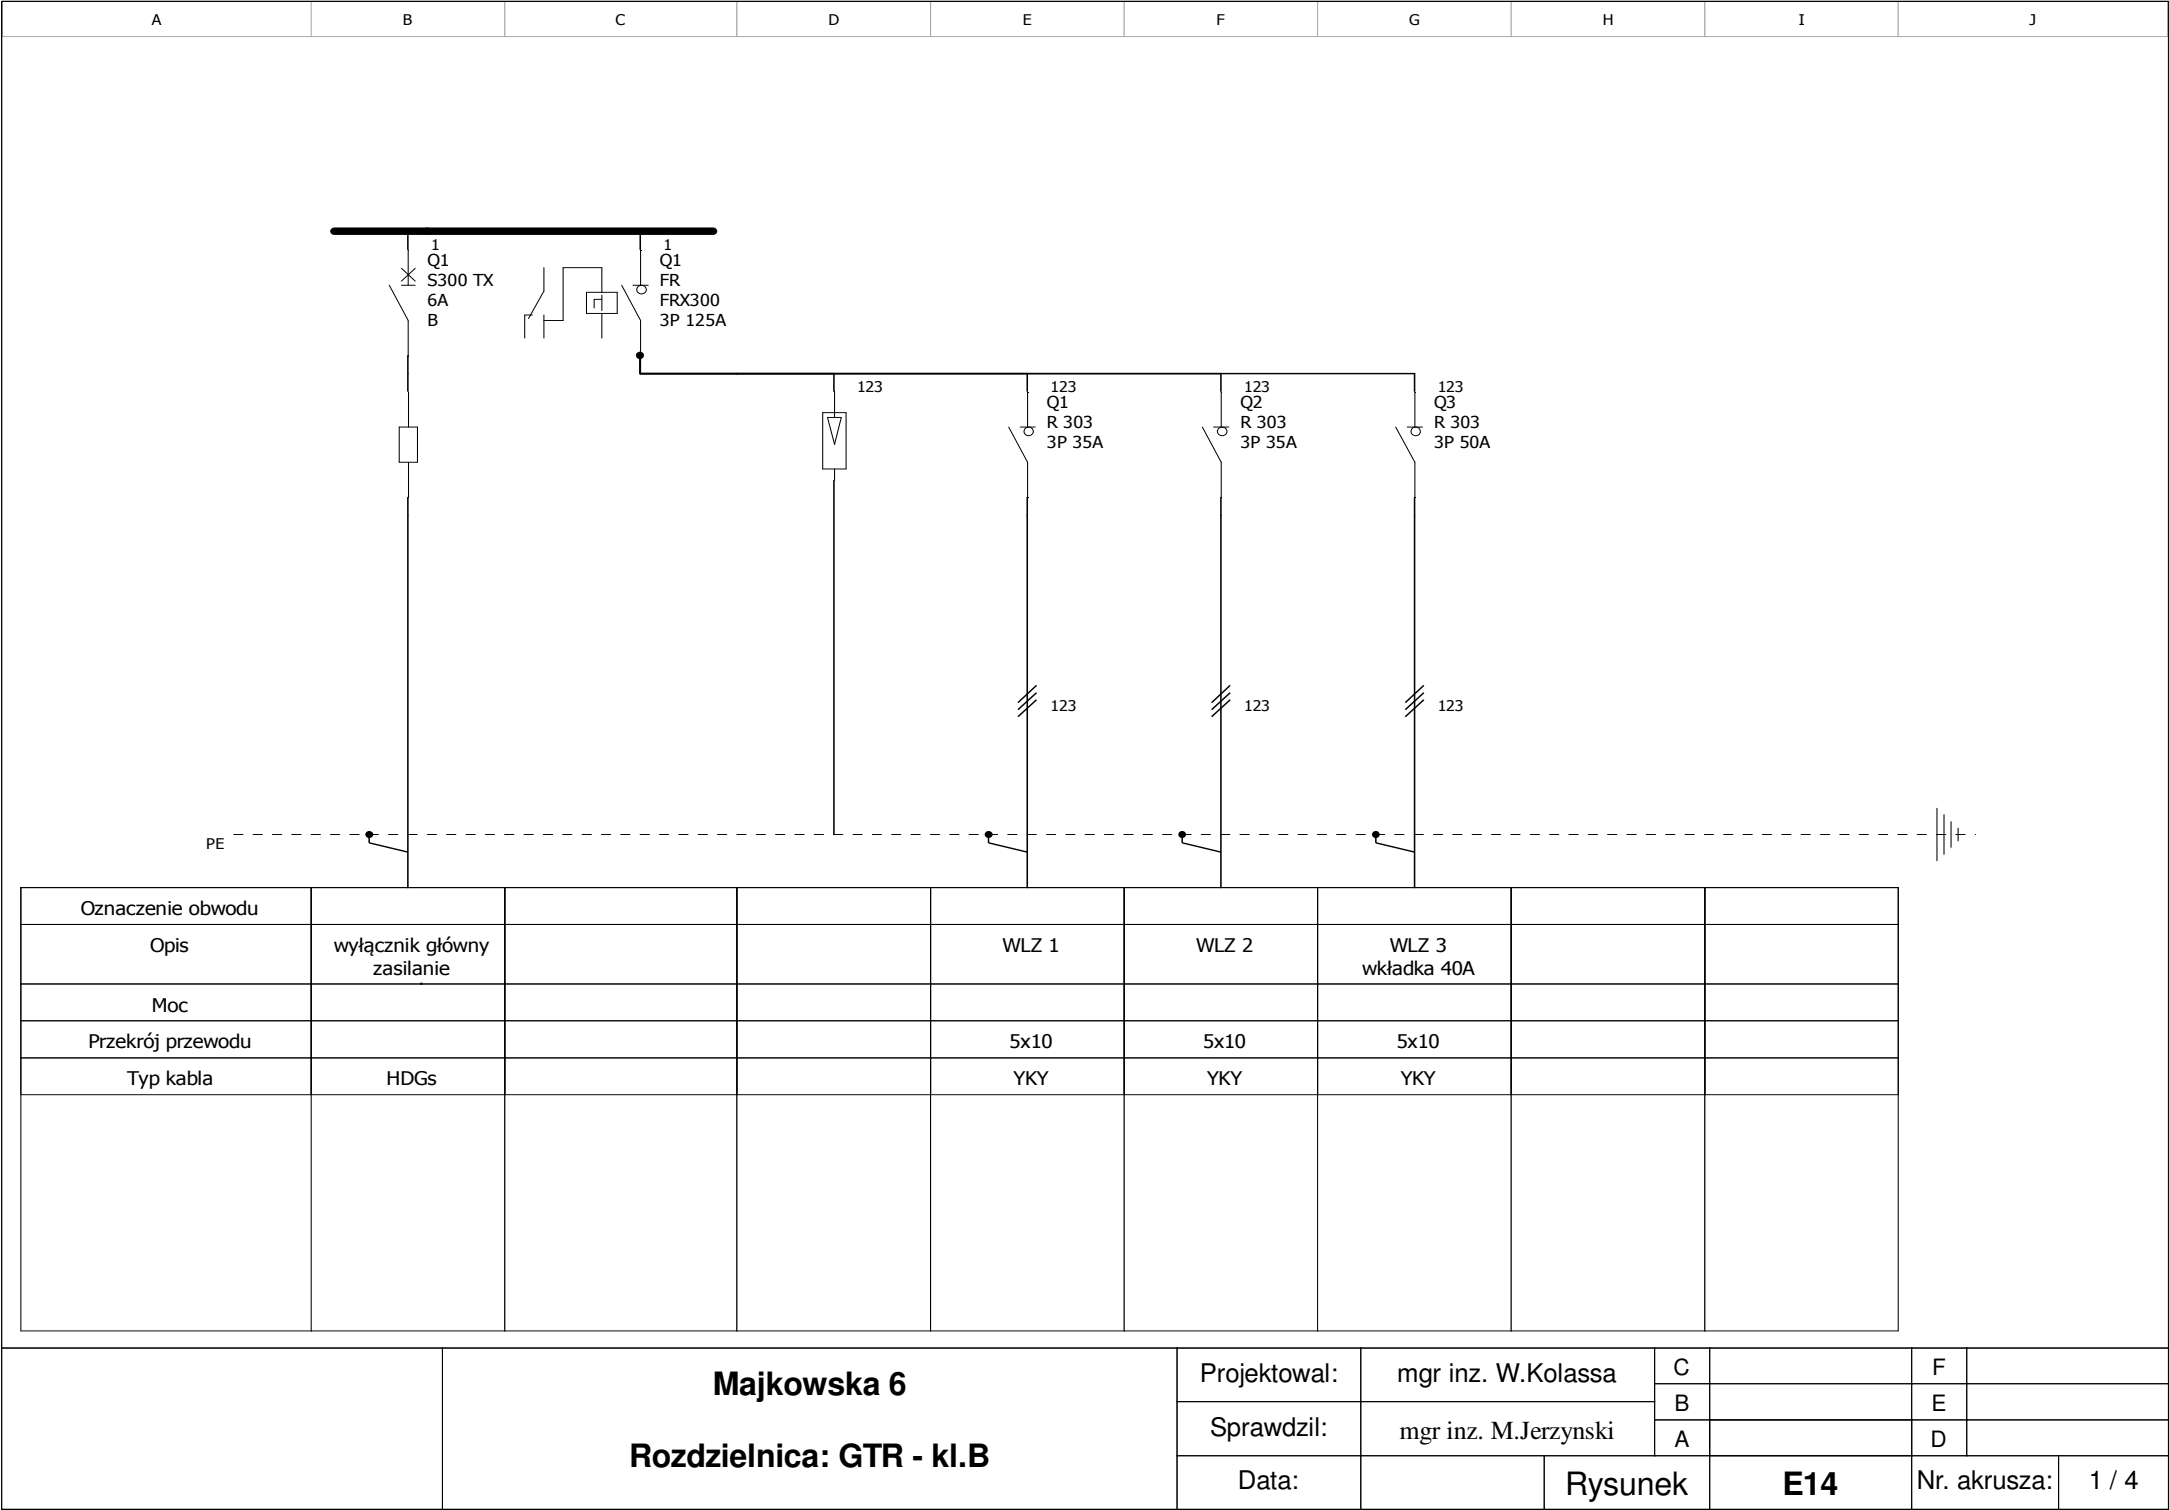 A B C D E F G H I J
1
Q1
S300 TX
6A
B
1
Q1
FR
FRX300
3P 125A
123
123
Q1
R 303
3P 35A
123
Q2
R 303
3P 35A
123
Q3
R 303
3P 50A
123 123 123
PE
Oznaczenie obwodu
Opis
wyłącznik główny
zasilanie
WLZ 1
WLZ 2
WLZ 3
wkładka 40A
Moc
Przekrój przewodu 5x10 5x10 5x10
Typ kabla HDGs YKY YKY YKY
Majkowska 6
Rozdzielnica: GTR - kl.B
Projektowal: mgr inz. W.Kolassa
Sprawdzil: mgr inz. M.Jerzynski
Data:
C
B
A
F
E
D
Rysunek E14 Nr. akrusza: 1 / 4